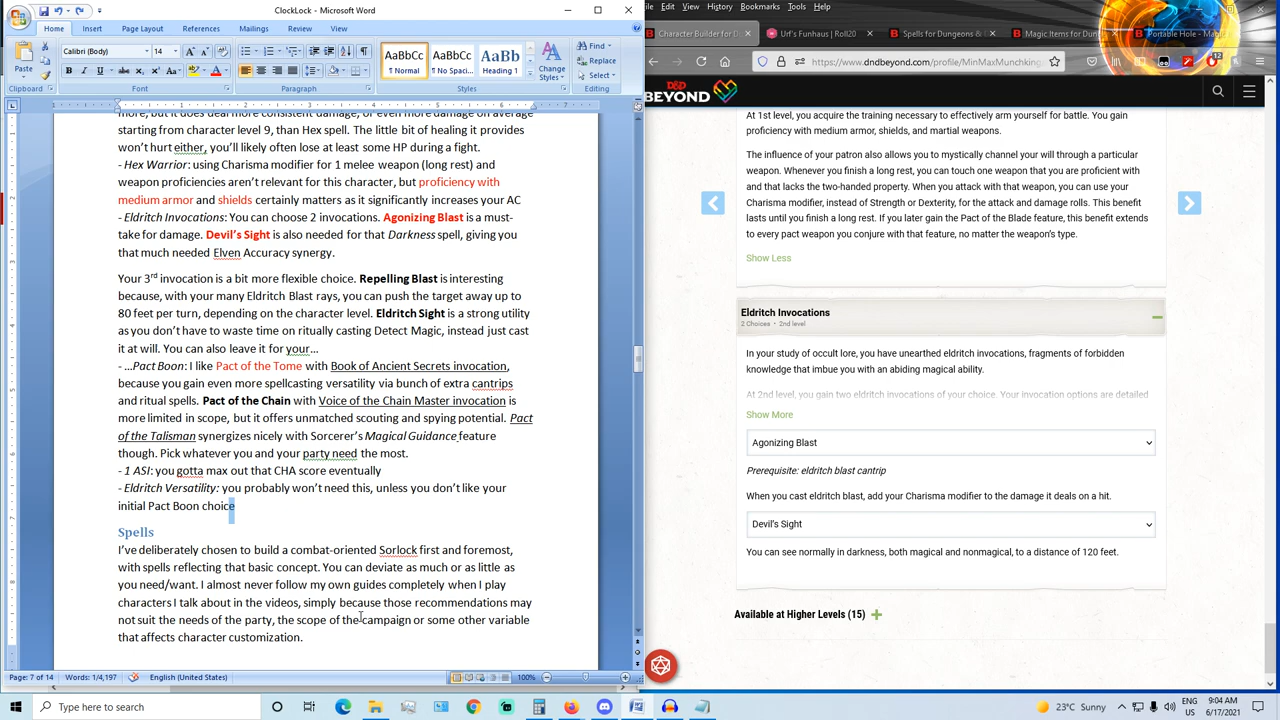 ClockLock - Microsoft Word
Home Insert Page Layout References Mailings Review View
Paste
Clipboard
Calibri (Body) 14
Font
Paragraph
AaBbCc AaBbCc AaBbC
¶ Normal ¶ No Spaci... Heading 1
Change Styles
Styles
Find
Replace
Select
Editing
more, but it does deal more consistent damage, or even more damage on average
starting from character level 9, than Hex spell. The little bit of healing it provides
won't hurt either, you'll likely often lose at least some HP during a fight.
- Hex Warrior: using Charisma modifier for 1 melee weapon (long rest) and
weapon proficiencies aren't relevant for this character, but proficiency with
medium armor and shields certainly matters as it significantly increases your AC
- Eldritch Invocations: You can choose 2 invocations. Agonizing Blast is a must-
take for damage. Devil's Sight is also needed for that Darkness spell, giving you
that much needed Elven Accuracy synergy.
Your 3rd invocation is a bit more flexible choice. Repelling Blast is interesting
because, with your many Eldritch Blast rays, you can push the target away up to
80 feet per turn, depending on the character level. Eldritch Sight is a strong utility
as you don't have to waste time on ritually casting Detect Magic, instead just cast
it at will. You can also leave it for your...
- ...Pact Boon: I like Pact of the Tome with Book of Ancient Secrets invocation,
because you gain even more spellcasting versatility via bunch of extra cantrips
and ritual spells. Pact of the Chain with Voice of the Chain Master invocation is
more limited in scope, but it offers unmatched scouting and spying potential. Pact
of the Talisman synergizes nicely with Sorcerer's Magical Guidance feature
though. Pick whatever you and your party need the most.
- 1 ASI: you gotta max out that CHA score eventually
- Eldritch Versatility: you probably won't need this, unless you don't like your
initial Pact Boon choice
Spells
I've deliberately chosen to build a combat-oriented Sorlock first and foremost,
with spells reflecting that basic concept. You can deviate as much or as little as
you need/want. I almost never follow my own guides completely when I play
characters I talk about in the videos, simply because those recommendations may
not suit the needs of the party, the scope of the campaign or some other variable
that affects character customization.
Page: 7 of 14 Words: 1/4,197 English (United States) 100%
File Edit View History Bookmarks Tools Help
Character Builder for D Urf's Funhaus | Roll20 Spells for Dungeons & Magic Items for Dun Portable Hole - Magic
https://www.dndbeyond.com/profile/MinMaxMunchking
D&D
BEYOND
At 1st level, you acquire the training necessary to effectively arm yourself for battle. You gain
proficiency with medium armor, shields, and martial weapons.
The influence of your patron also allows you to mystically channel your will through a particular
weapon. Whenever you finish a long rest, you can touch one weapon that you are proficient with
and that lacks the two-handed property. When you attack with that weapon, you can use your
Charisma modifier, instead of Strength or Dexterity, for the attack and damage rolls. This benefit
lasts until you finish a long rest. If you later gain the Pact of the Blade feature, this benefit extends
to every pact weapon you conjure with that feature, no matter the weapon's type.
Show Less
Eldritch Invocations
2 Choices • 2nd level
In your study of occult lore, you have unearthed eldritch invocations, fragments of forbidden
knowledge that imbue you with an abiding magical ability.
At 2nd level, you gain two eldritch invocations of your choice. Your invocation options are detailed
Show More
Agonizing Blast
Prerequisite: eldritch blast cantrip
When you cast eldritch blast, add your Charisma modifier to the damage it deals on a hit.
Devil's Sight
You can see normally in darkness, both magical and nonmagical, to a distance of 120 feet.
Available at Higher Levels (15)
Type here to search
23°C Sunny
ENG
US
9:04 AM
6/17/2021